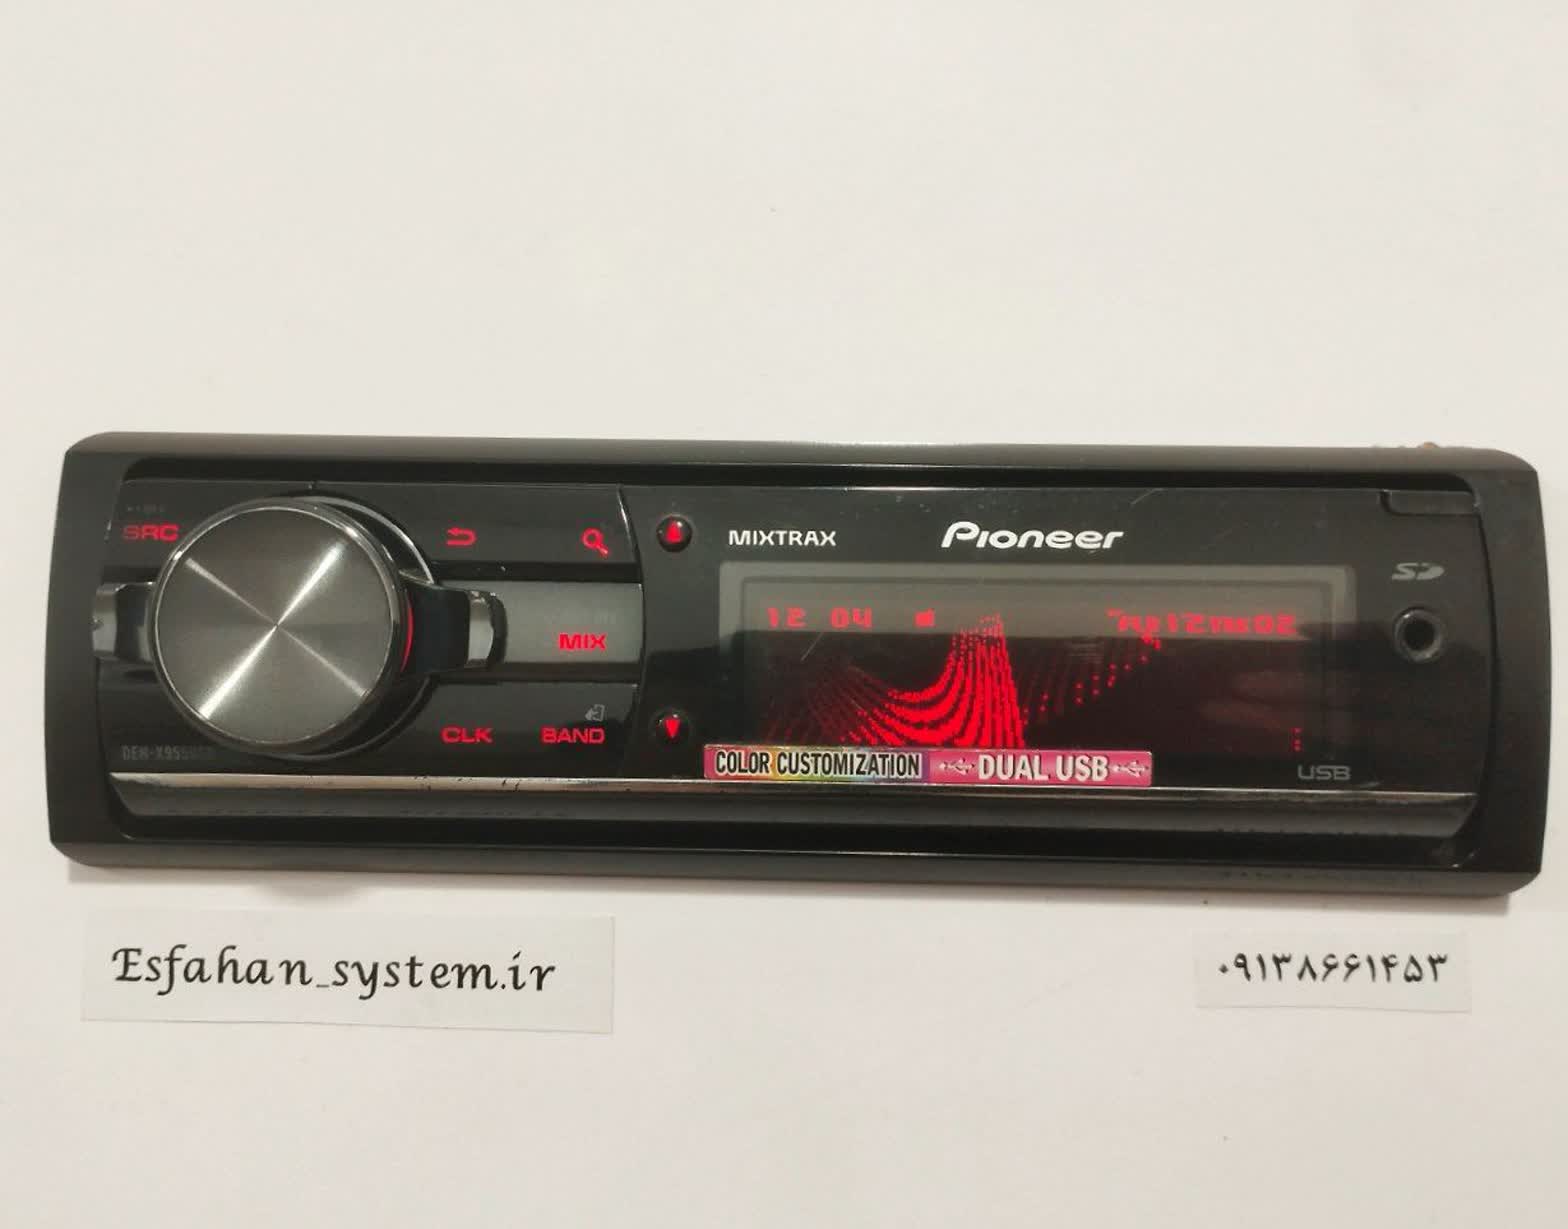 SRC
MIXTRAX
Pioneer
SD
12 04
MIX
CLK
BAND
COLOR CUSTOMIZATION
DUAL USB
USB
Esfahan_system.ir
۰۹۱۳۸۶۶۱۴۵۳